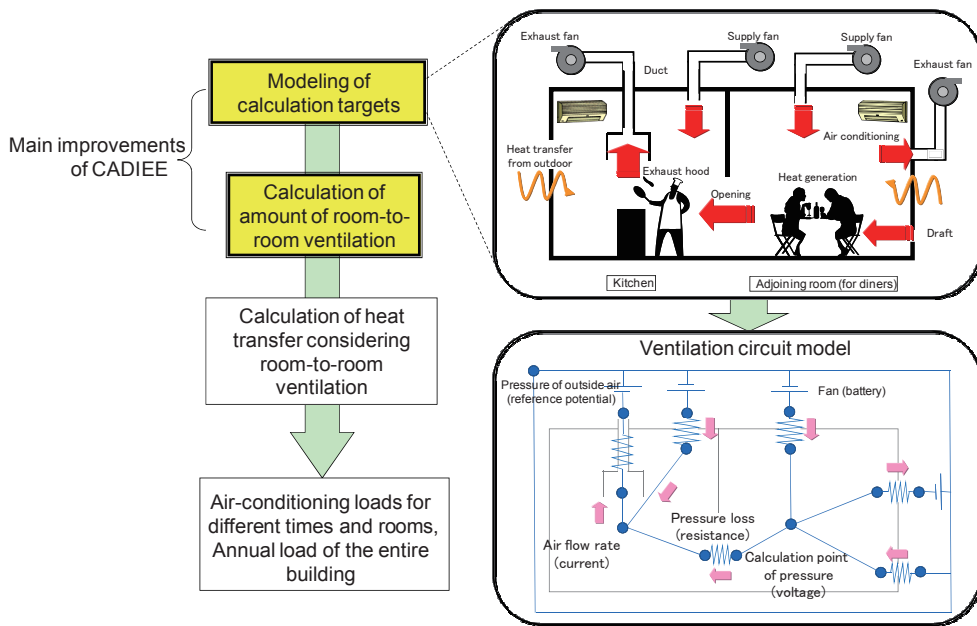 Main improvements
of CADIEE
Modeling of
calculation targets
Calculation of
amount of room-to-
room ventilation
Calculation of heat
transfer considering
room-to-room
ventilation
Air-conditioning loads for
different times and rooms,
Annual load of the entire
building
Exhaust fan
Supply fan
Supply fan
Exhaust fan
Duct
Air conditioning
Heat transfer
from outdoor
Exhaust hood
Heat generation
Opening
Draft
Kitchen
Adjoining room (for diners)
Ventilation circuit model
Pressure of outside air
(reference potential)
Fan (battery)
Pressure loss
(resistance)
Air flow rate
(current)
Calculation point
of pressure
(voltage)